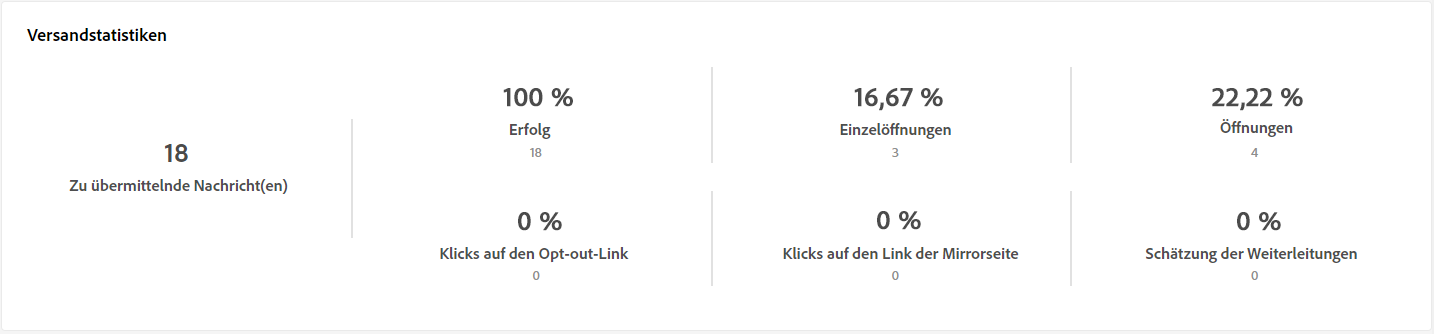 Versandstatistiken
18
Zu übermittelnde Nachricht(en)
100 %
Erfolg
18
16,67 %
Einzelöffnungen
3
22,22 %
Öffnungen
4
0 %
Klicks auf den Opt-out-Link
0
0 %
Klicks auf den Link der Mirrorseite
0
0 %
Schätzung der Weiterleitungen
0